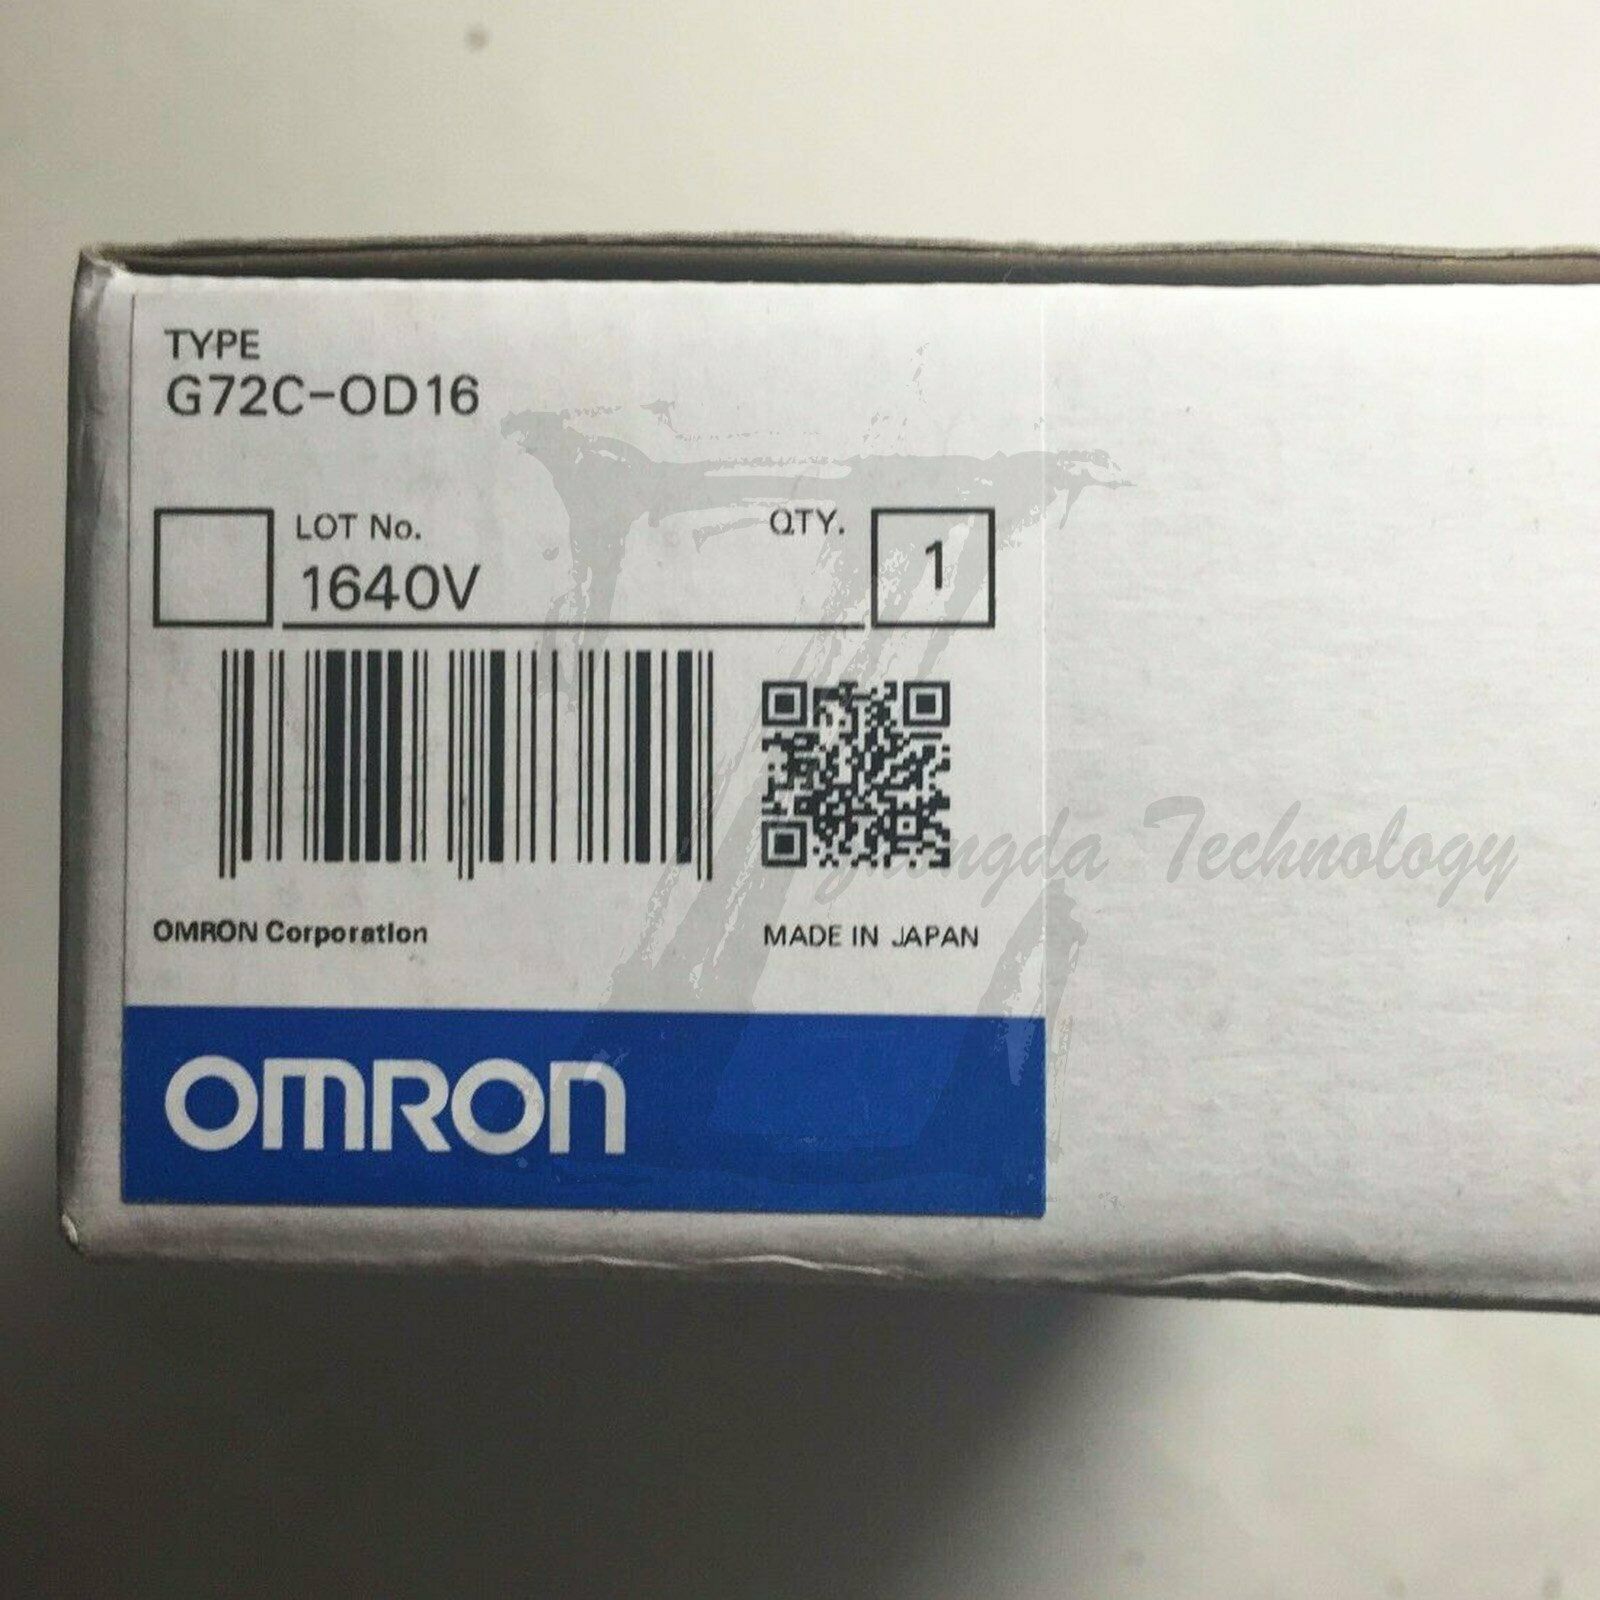 TYPE
G72C-OD16
LOT No.
QTY.
1640V
1
OMRON Corporation
MADE IN JAPAN
OMRON
Technology